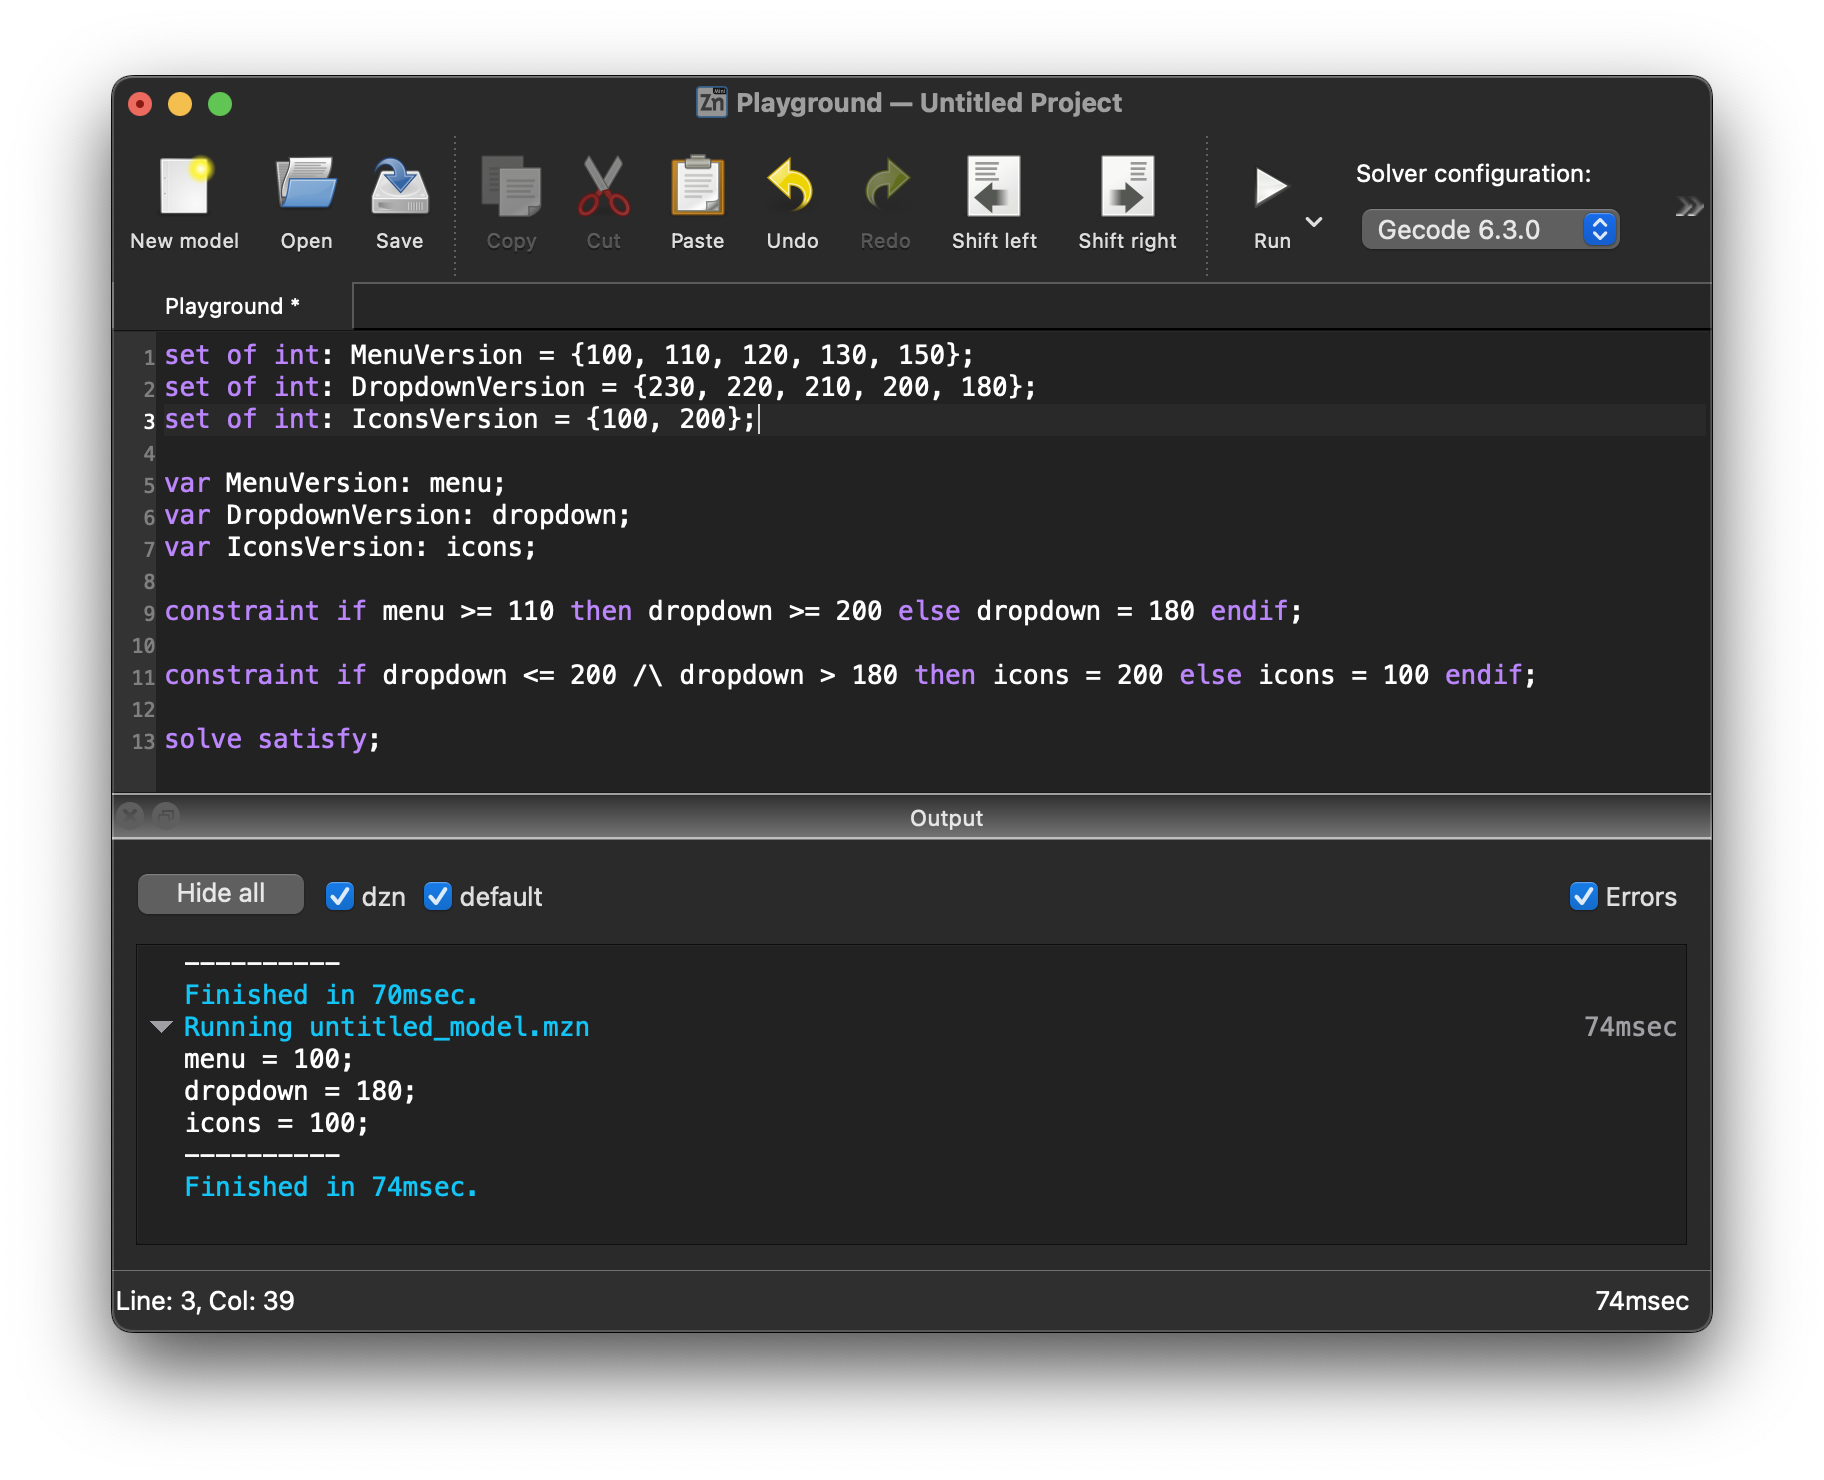 Playground — Untitled Project
New model Open Save Copy Cut Paste Undo Redo Shift left Shift right Run
Solver configuration:
Gecode 6.3.0
Playground *
1 set of int: MenuVersion = {100, 110, 120, 130, 150};
2 set of int: DropdownVersion = {230, 220, 210, 200, 180};
3 set of int: IconsVersion = {100, 200};
4
5 var MenuVersion: menu;
6 var DropdownVersion: dropdown;
7 var IconsVersion: icons;
8
9 constraint if menu >= 110 then dropdown >= 200 else dropdown = 180 endif;
10
11 constraint if dropdown <= 200 /\ dropdown > 180 then icons = 200 else icons = 100 endif;
12
13 solve satisfy;
Output
Hide all dzn default Errors
----------
Finished in 70msec.
Running untitled_model.mzn 74msec
menu = 100;
dropdown = 180;
icons = 100;
----------
Finished in 74msec.
Line: 3, Col: 39 74msec